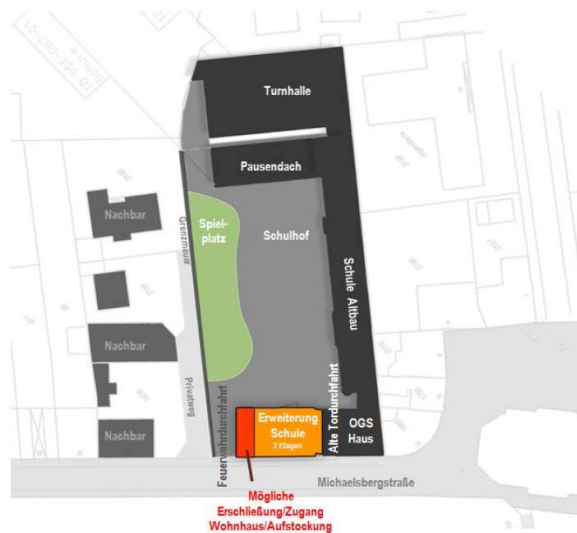 Turnhalle
Pausendach
Nachbar
Grenzmauer
Spiel-
platz
Schulhof
Schule Altbau
Nachbar
Privatweg
Nachbar
Feuerwehrdurchfahrt
Erweiterung
Schule
2 Etagen
Alte Tordurchfahrt
OGS
Haus
Michaelsbergstraße
Mögliche
Erschließung/Zugang
Wohnhaus/Aufstockung